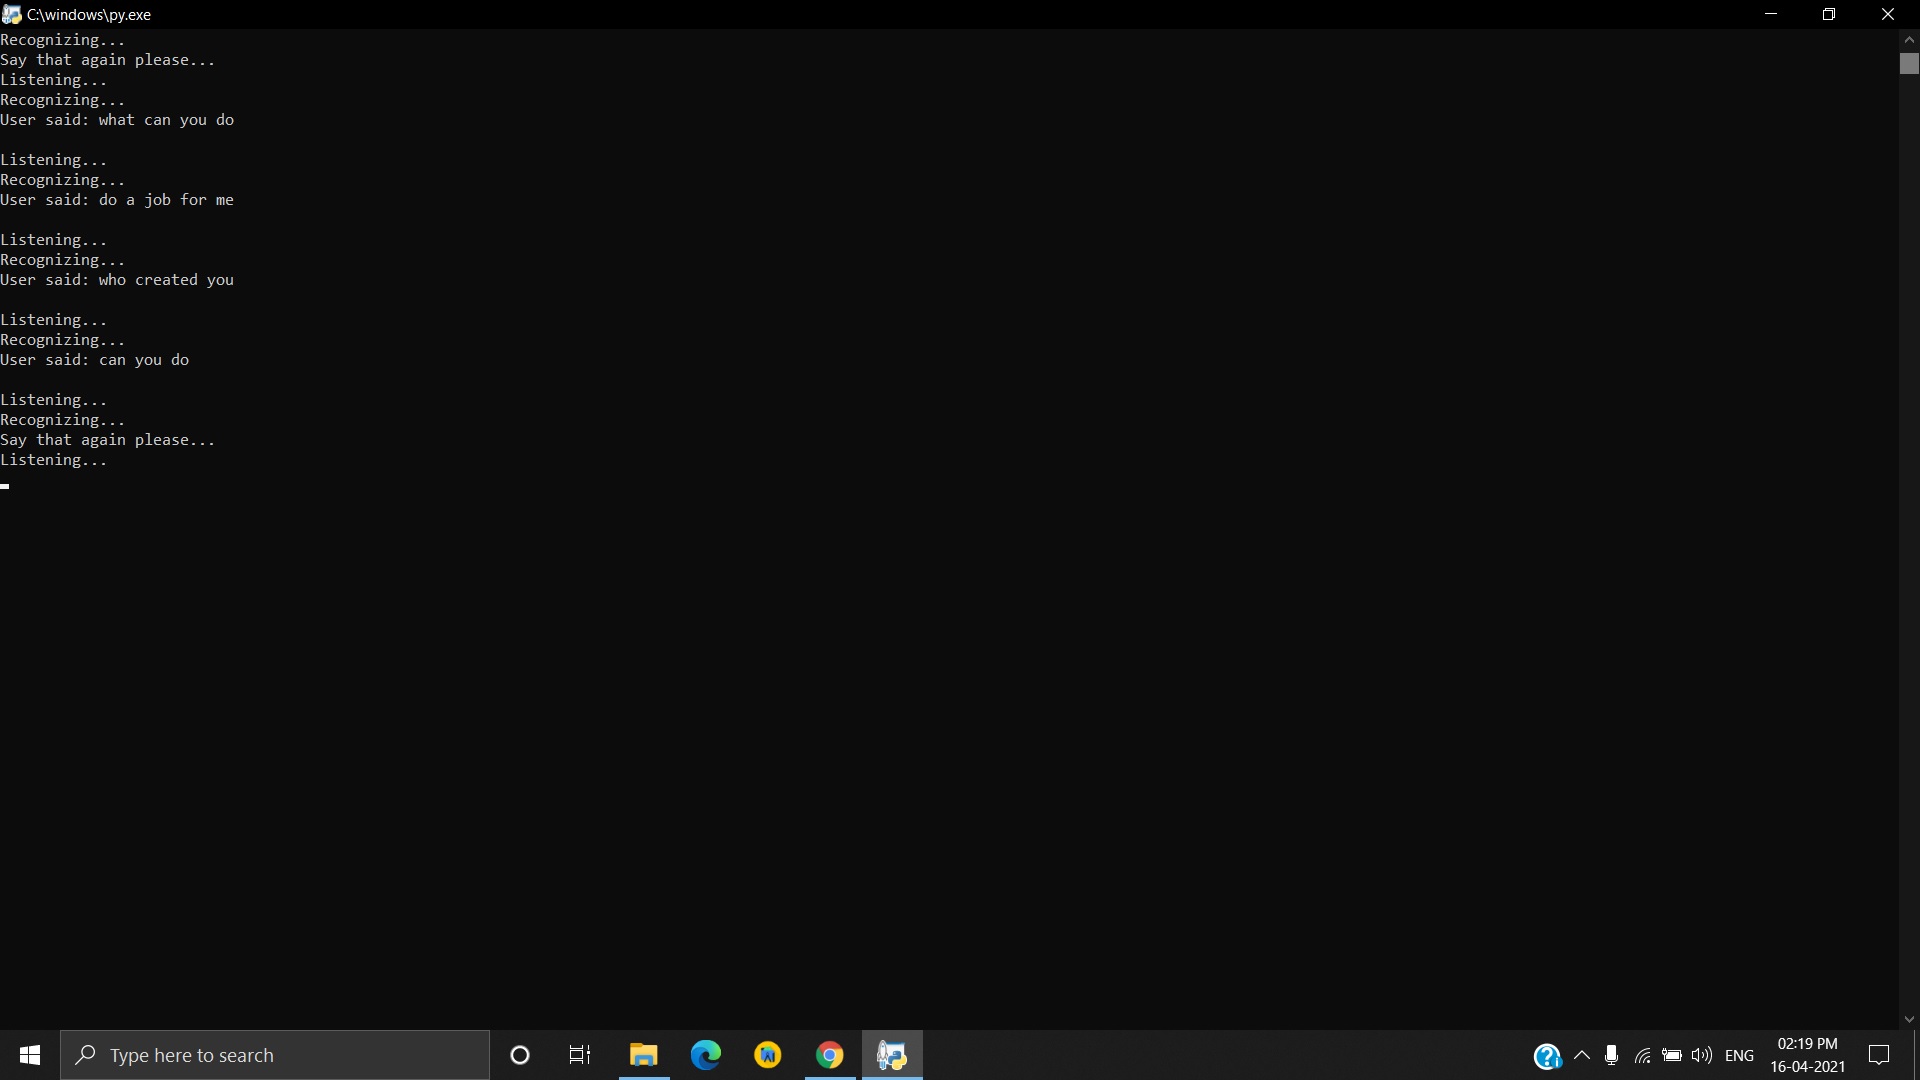 C:\windows\py.exe
Recognizing...
Say that again please...
Listening...
Recognizing...
User said: what can you do
Listening...
Recognizing...
User said: do a job for me
Listening...
Recognizing...
User said: who created you
Listening...
Recognizing...
User said: can you do
Listening...
Recognizing...
Say that again please...
Listening...
Type here to search
ENG
02:19 PM
16-04-2021